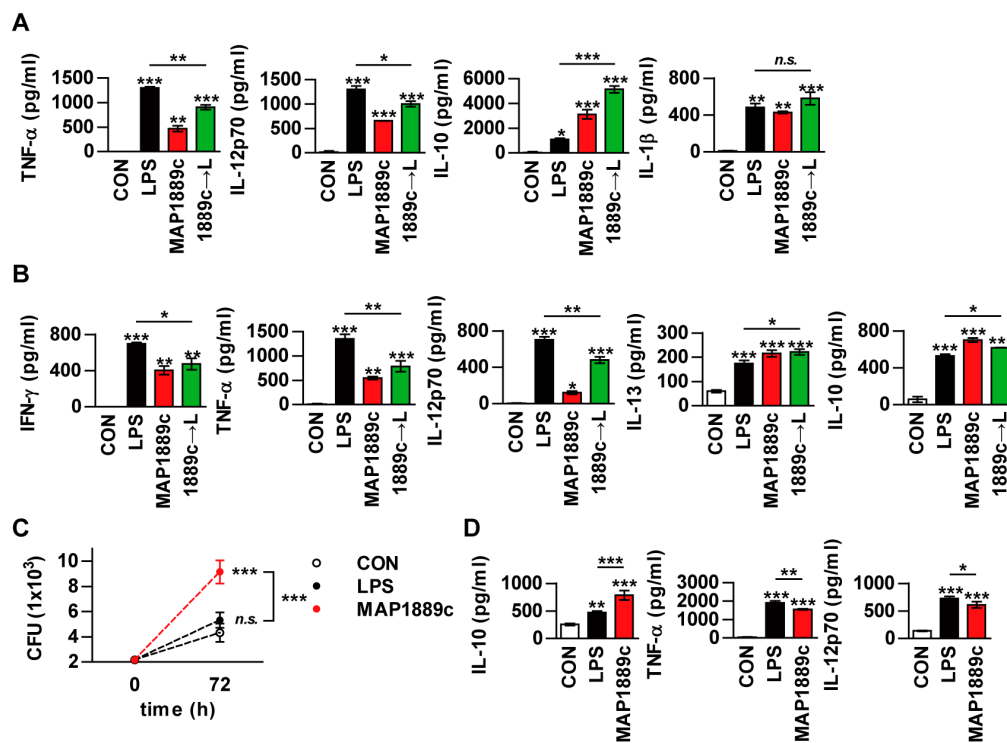 A
TNF-α (pg/ml)
1500
1000
500
0
***
**
***
**
CON
LPS
MAP1889c
1889c→L
IL-12p70 (pg/ml)
1500
1000
500
0
***
***
***
*
CON
LPS
MAP1889c
1889c→L
IL-10 (pg/ml)
6000
4000
2000
0
*
***
***
***
CON
LPS
MAP1889c
1889c→L
IL-1β (pg/ml)
800
600
400
200
0
**
**
***
n.s.
CON
LPS
MAP1889c
1889c→L
B
IFN-γ (pg/ml)
800
400
0
***
**
**
*
CON
LPS
MAP1889c
1889c→L
TNF-α (pg/ml)
1500
1000
500
0
***
**
***
**
CON
LPS
MAP1889c
1889c→L
IL-12p70 (pg/ml)
800
400
0
***
*
***
**
CON
LPS
MAP1889c
1889c→L
IL-13 (pg/ml)
300
200
100
0
***
***
***
*
CON
LPS
MAP1889c
1889c→L
IL-10 (pg/ml)
800
400
0
***
***
**
*
CON
LPS
MAP1889c
1889c→L
C
CFU (1x10³)
10
8
6
4
2
0
72
time (h)
***
n.s.
***
CON
LPS
MAP1889c
D
IL-10 (pg/ml)
1000
500
0
**
***
***
CON
LPS
MAP1889c
TNF-α (pg/ml)
3000
2000
1000
0
***
***
**
CON
LPS
MAP1889c
IL-12p70 (pg/ml)
1000
500
0
***
***
*
CON
LPS
MAP1889c